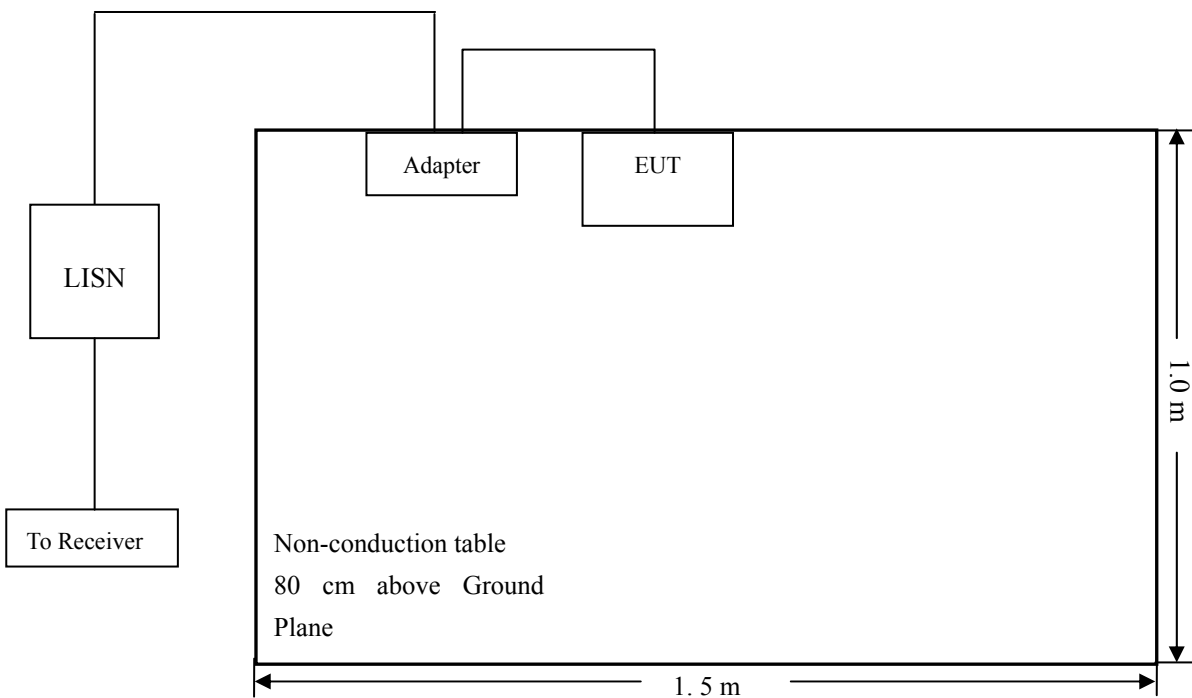 Adapter
EUT
LISN
1.0 m
To Receiver
Non-conduction table
80 cm above Ground
Plane
1. 5 m